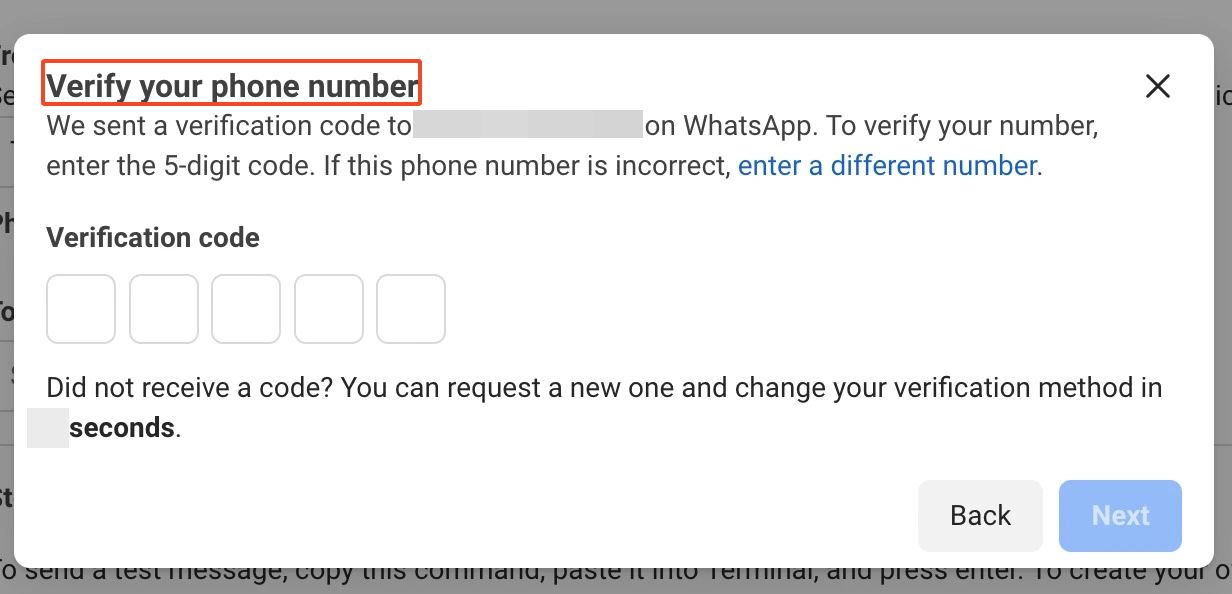 Verify your phone number
We sent a verification code to on WhatsApp. To verify your number,
enter the 5-digit code. If this phone number is incorrect, enter a different number.
Verification code
Did not receive a code? You can request a new one and change your verification method in
seconds.
Back Next
To send a test message, copy this command, paste it into Terminal, and press enter. To create your